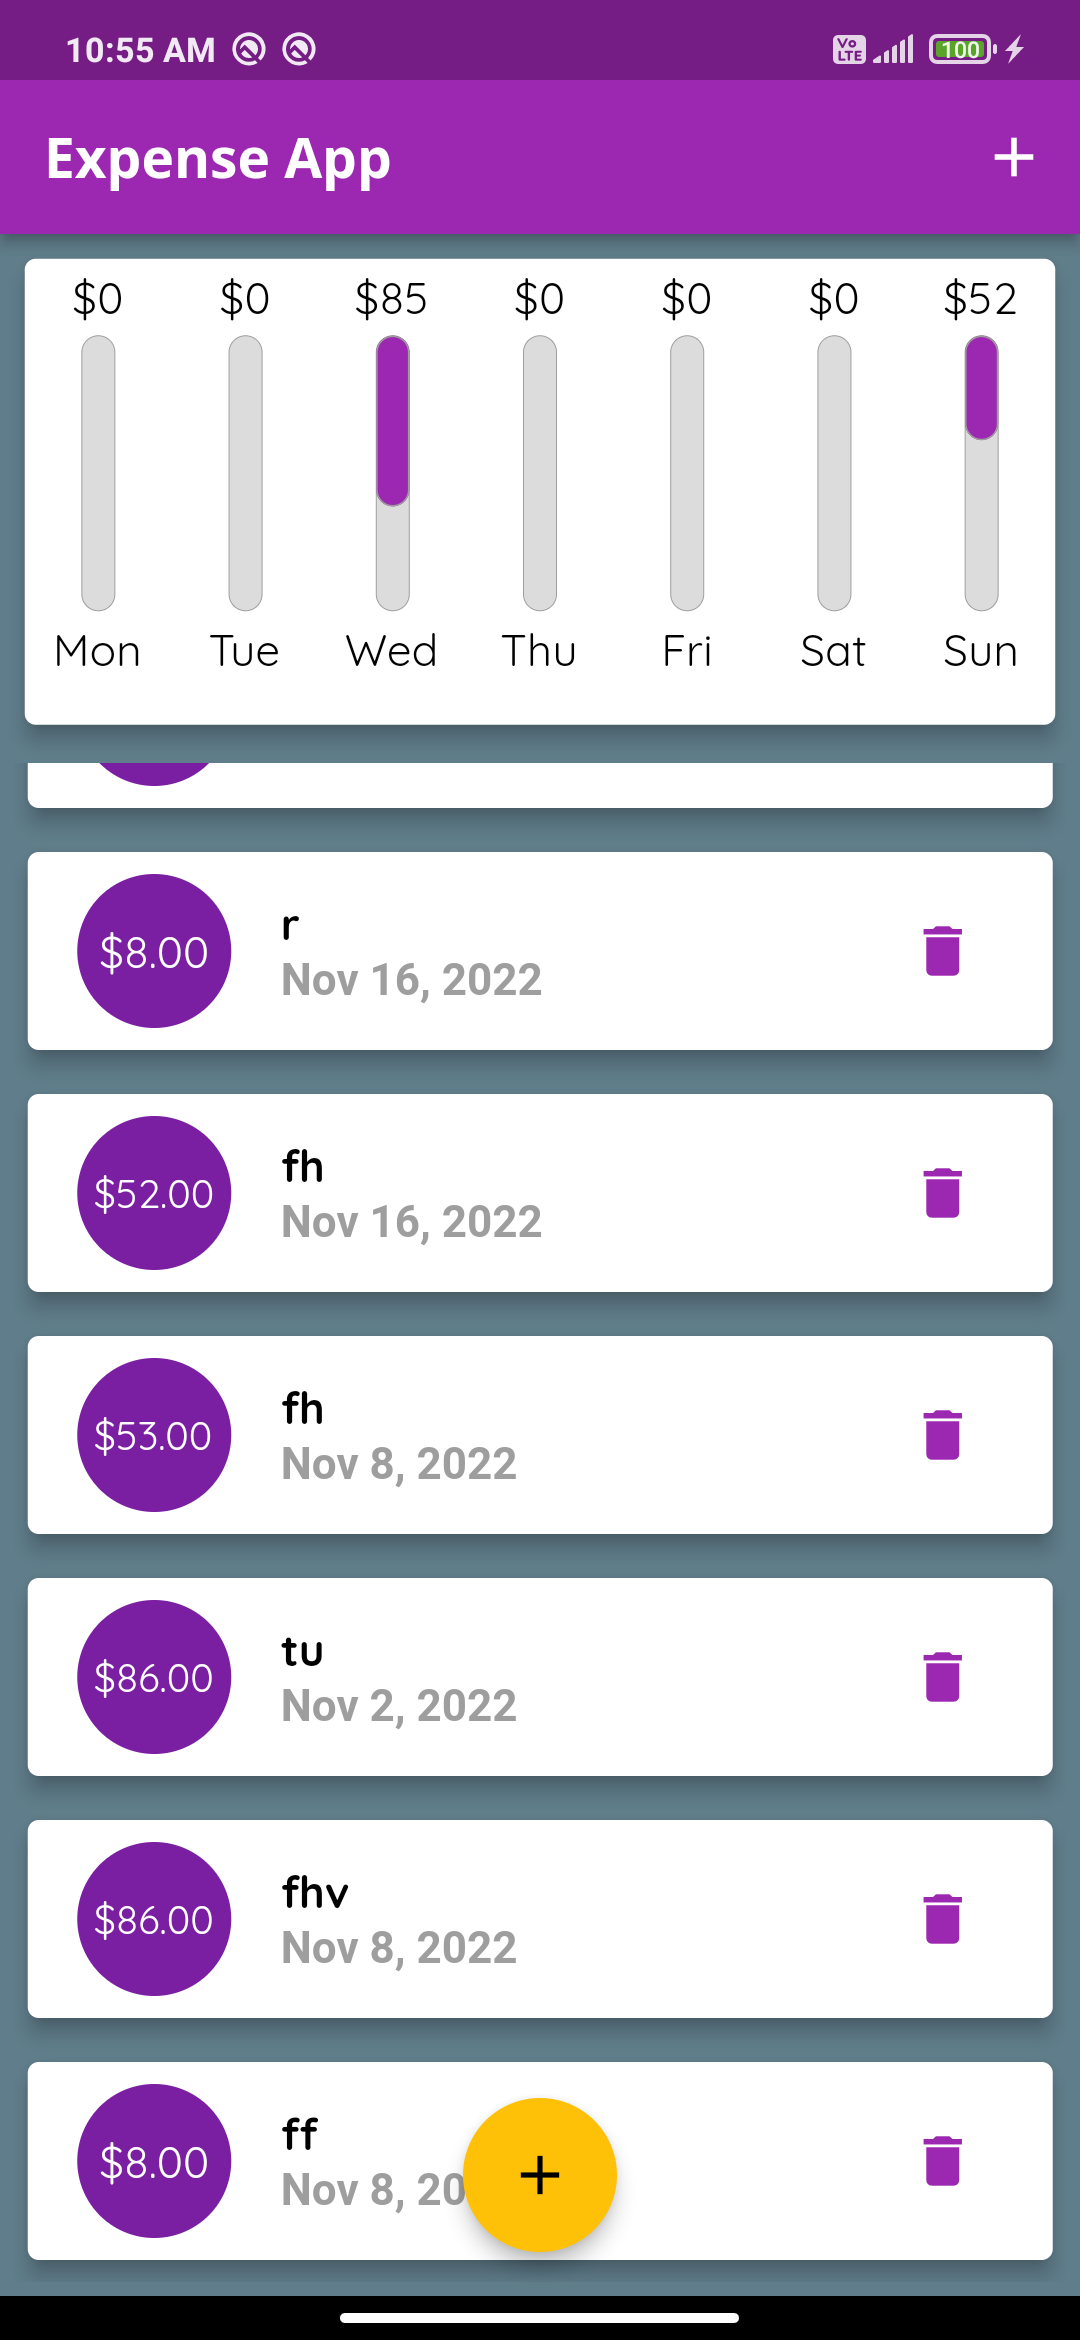 10:55 AM Vo LTE 100
Expense App
$0 $0 $85 $0 $0 $0 $52
Mon Tue Wed Thu Fri Sat Sun
$8.00
r
Nov 16, 2022
$52.00
fh
Nov 16, 2022
$53.00
fh
Nov 8, 2022
$86.00
tu
Nov 2, 2022
$86.00
fhv
Nov 8, 2022
$8.00
ff
Nov 8, 20